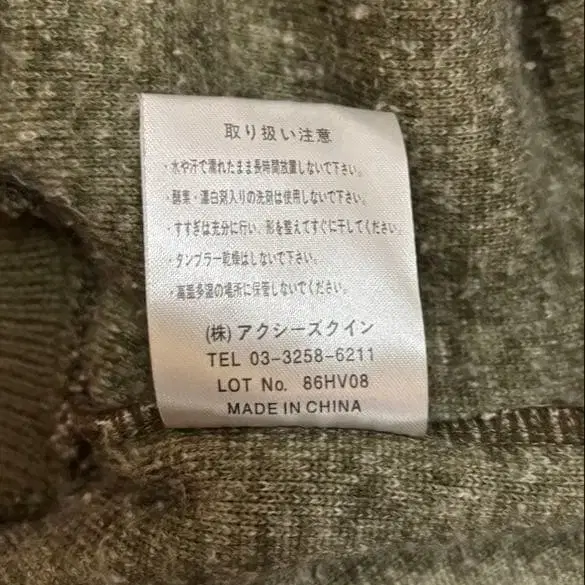 取り扱い注意
・水や汗で濡れたまま長時間放置しないで下さい。
・酵素・漂白剤入りの洗剤は使用しないで下さい。
・すすぎは充分に行い、形を整えてすぐに干してください。
・タンブラー乾燥はしないで下さい。
・高温多湿の場所に保管しないでください。
(株)アクシーズクイン
TEL 03-3258-6211
LOT No. 86HV08
MADE IN CHINA